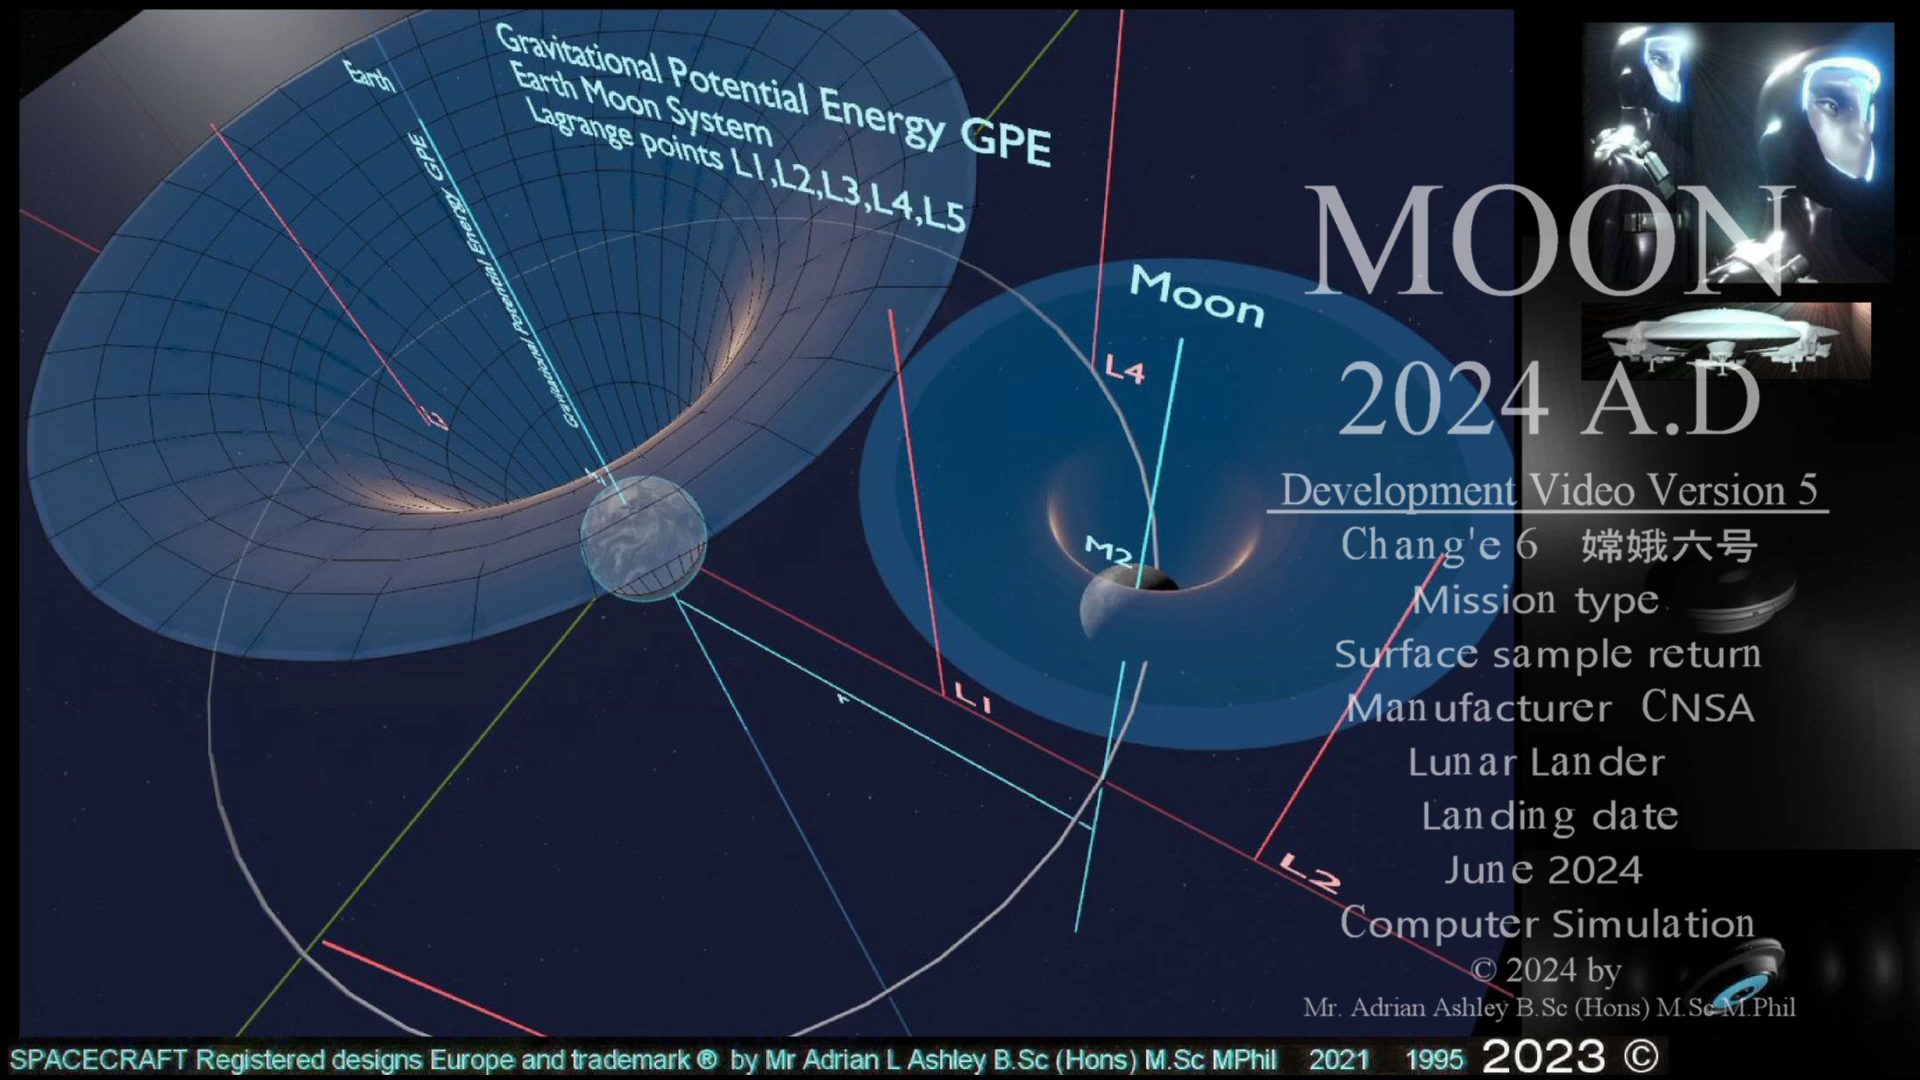 Gravitational Potential Energy GPE
Earth Moon System
Lagrange points L1,L2,L3,L4,L5
Earth
Gravitational Potential Energy GPE
Moon
L4
M2
L1
r
L2
MOON
2024 A.D
Development Video Version 5
Chang'e 6 嫦娥六号
Mission type
Surface sample return
Manufacturer CNSA
Lunar Lander
Landing date
June 2024
Computer Simulation
© 2024 by
Mr. Adrian Ashley B.Sc (Hons) M.Sc M.Phil
SPACECRAFT Registered designs Europe and trademark ® by Mr Adrian L Ashley B.Sc (Hons) M.Sc MPhil 2021 1995 2023 ©